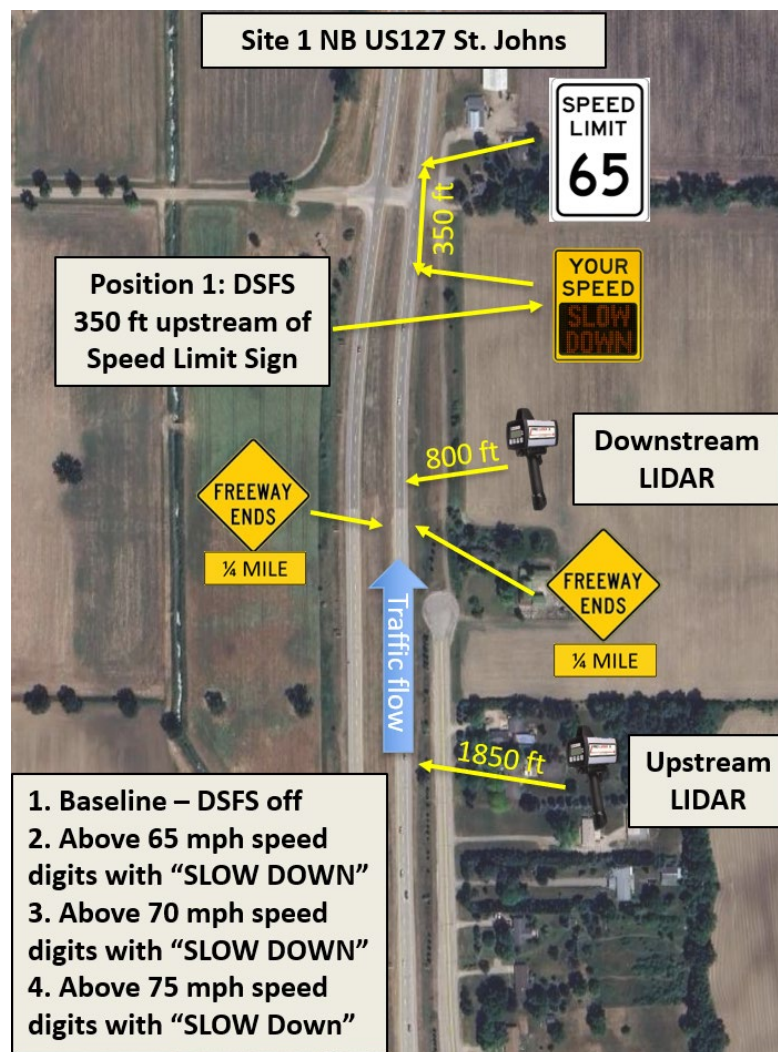 Site 1 NB US127 St. Johns
SPEED
LIMIT
65
350 ft
YOUR
SPEED
SLOW
DOWN
Position 1: DSFS
350 ft upstream of
Speed Limit Sign
800 ft
Downstream
LIDAR
FREEWAY
ENDS
¼ MILE
FREEWAY
ENDS
¼ MILE
Traffic flow
1850 ft
Upstream
LIDAR
1. Baseline – DSFS off
2. Above 65 mph speed
digits with “SLOW DOWN”
3. Above 70 mph speed
digits with “SLOW DOWN”
4. Above 75 mph speed
digits with “SLOW Down”